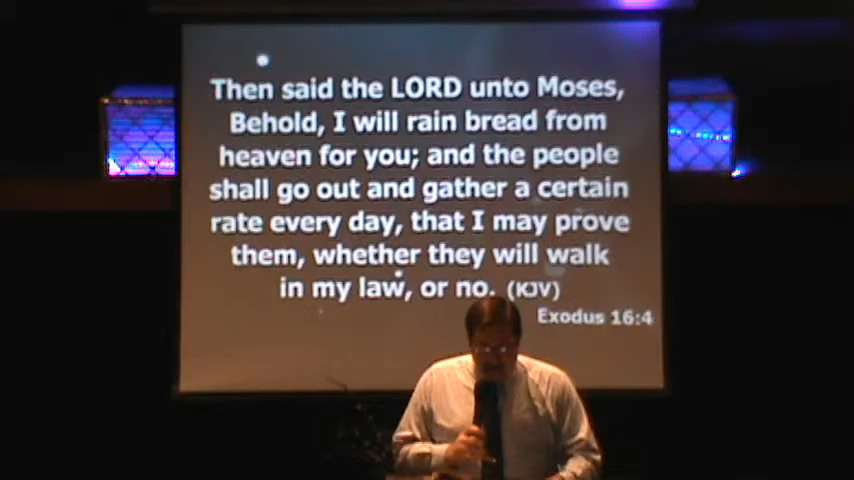 Then said the LORD unto Moses,
Behold, I will rain bread from
heaven for you; and the people
shall go out and gather a certain
rate every day, that I may prove
them, whether they will walk
in my law, or no. (KJV)
Exodus 16:4